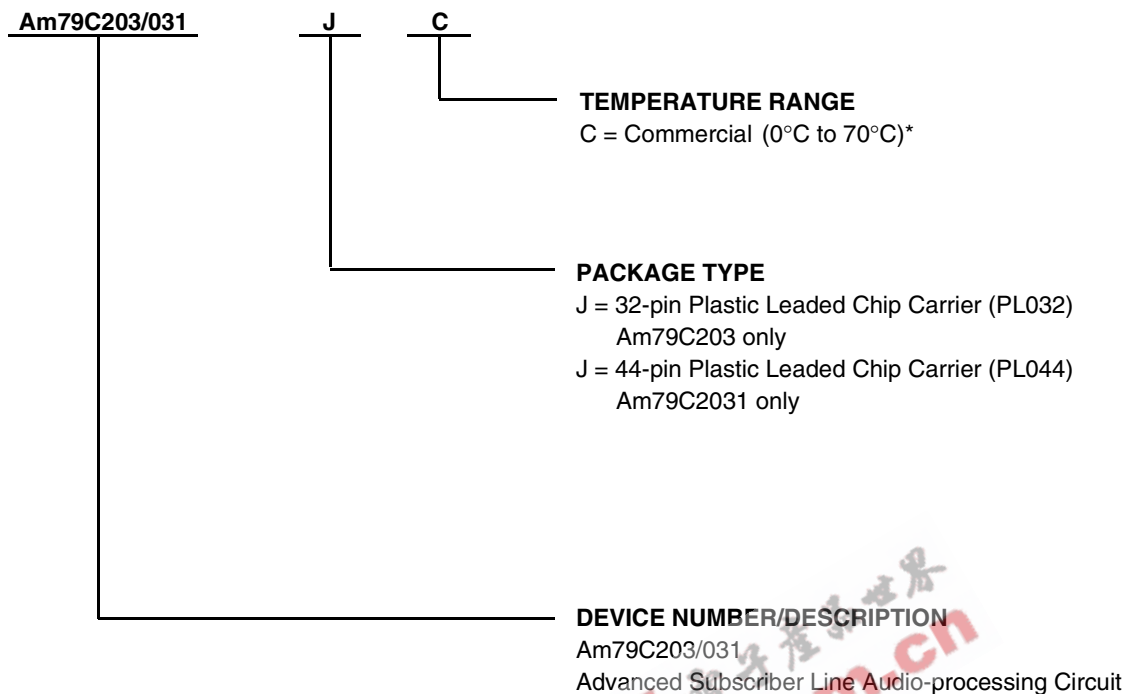 Am79C203/031 J C
TEMPERATURE RANGE
C = Commercial (0°C to 70°C)*
PACKAGE TYPE
J = 32-pin Plastic Leaded Chip Carrier (PL032)
Am79C203 only
J = 44-pin Plastic Leaded Chip Carrier (PL044)
Am79C2031 only
DEVICE NUMBER/DESCRIPTION
Am79C203/031
Advanced Subscriber Line Audio-processing Circuit